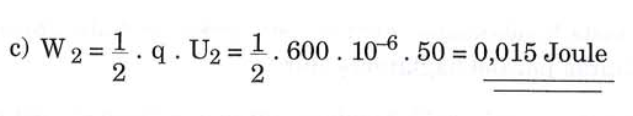 c) W₂ = 1/2 . q . U₂ = 1/2 . 600 . 10⁻⁶ . 50 = 0,015 Joule